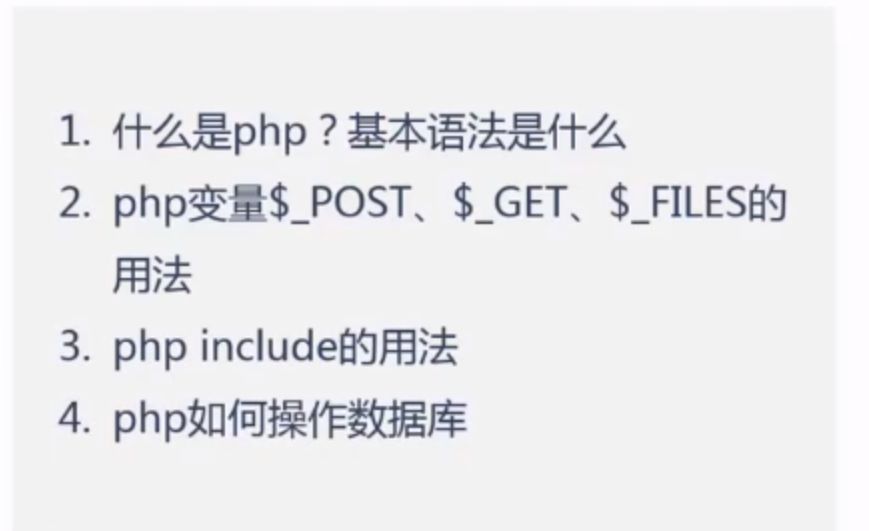 1. 什么是php？基本语法是什么
2. php变量$_POST、$_GET、$_FILES的
用法
3. php include的用法
4. php如何操作数据库